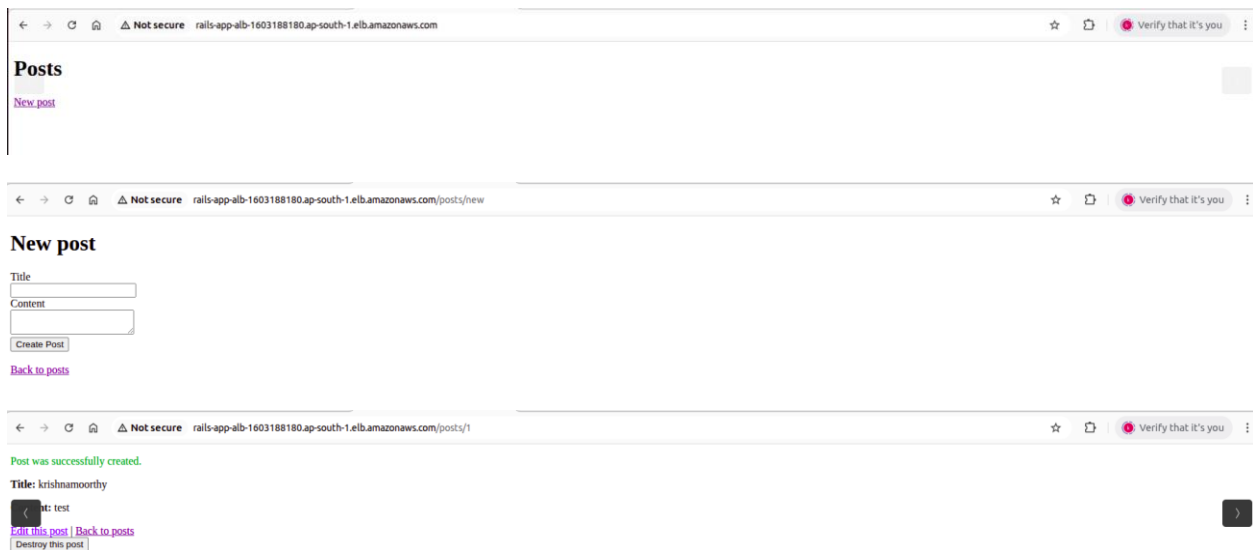 Not secure rails-app-alb-1603188180.ap-south-1.elb.amazonaws.com Verify that it's you
Posts
New post
Not secure rails-app-alb-1603188180.ap-south-1.elb.amazonaws.com/posts/new Verify that it's you
New post
Title
Content
Create Post
Back to posts
Not secure rails-app-alb-1603188180.ap-south-1.elb.amazonaws.com/posts/1 Verify that it's you
Post was successfully created.
Title: krishnamoorthy
nt: test
Edit this post | Back to posts
Destroy this post